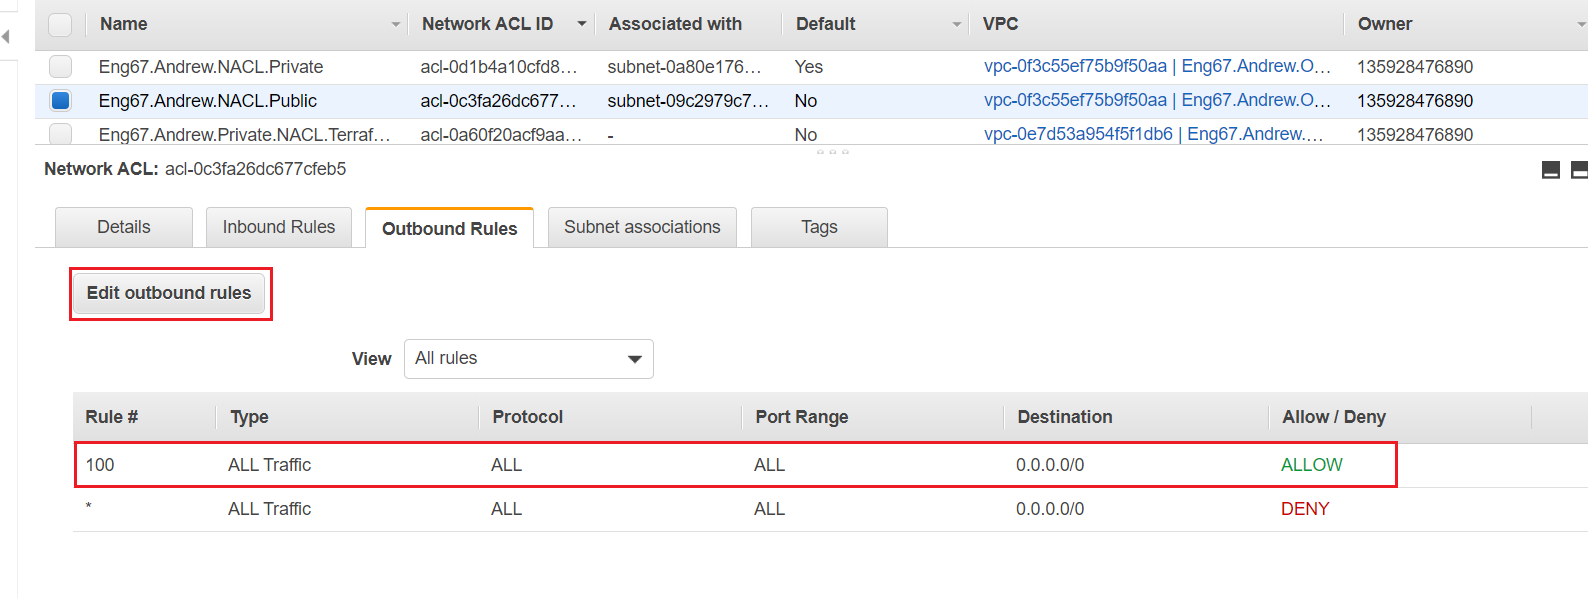 Name Network ACL ID Associated with Default VPC Owner
Eng67.Andrew.NACL.Private acl-0d1b4a10cfd8... subnet-0a80e176... Yes vpc-0f3c55ef75b9f50aa | Eng67.Andrew.O... 135928476890
Eng67.Andrew.NACL.Public acl-0c3fa26dc677... subnet-09c2979c7... No vpc-0f3c55ef75b9f50aa | Eng67.Andrew.O... 135928476890
Eng67.Andrew.Private.NACL.Terraf... acl-0a60f20acf9aa... - No vpc-0e7d53a954f5f1db6 | Eng67.Andrew.... 135928476890
Network ACL: acl-0c3fa26dc677cfeb5
Details Inbound Rules Outbound Rules Subnet associations Tags
Edit outbound rules
View All rules
Rule # Type Protocol Port Range Destination Allow / Deny
100 ALL Traffic ALL ALL 0.0.0.0/0 ALLOW
* ALL Traffic ALL ALL 0.0.0.0/0 DENY